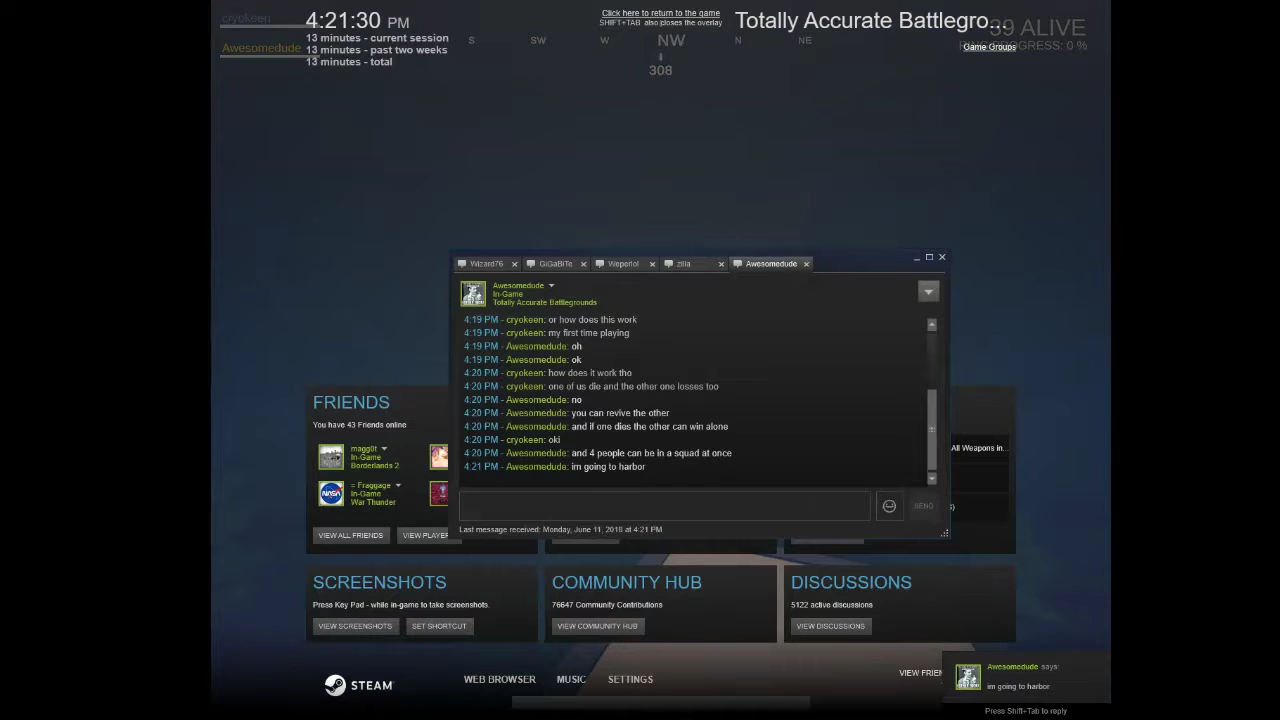 cryokeen
Awesomedude
4:21:30 PM
13 minutes - current session
13 minutes - past two weeks
13 minutes - total
Click here to return to the game
SHIFT+TAB also closes the overlay
Totally Accurate Battlegro...
39 ALIVE
PROGRESS: 0 %
Game Groups
S SW W NW N NE
308
Wizard76
GiGaBiTe
Weperlol
zilla
Awesomedude
Awesomedude
In-Game
Totally Accurate Battlegrounds
4:19 PM - cryokeen: or how does this work
4:19 PM - cryokeen: my first time playing
4:19 PM - Awesomedude: oh
4:19 PM - Awesomedude: ok
4:20 PM - cryokeen: how does it work tho
4:20 PM - cryokeen: one of us die and the other one losses too
4:20 PM - Awesomedude: no
4:20 PM - Awesomedude: you can revive the other
4:20 PM - Awesomedude: and if one dies the other can win alone
4:20 PM - cryokeen: oki
4:20 PM - Awesomedude: and 4 people can be in a squad at once
4:21 PM - Awesomedude: im going to harbor
SEND
Last message received: Monday, June 11, 2018 at 4:21 PM
FRIENDS
You have 43 Friends online
magg0t
In-Game
Borderlands 2
= Fraggage
In-Game
War Thunder
VIEW ALL FRIENDS
VIEW PLAYER
All Weapons in...
SCREENSHOTS
Press Key Pad - while in-game to take screenshots.
VIEW SCREENSHOTS
SET SHORTCUT
COMMUNITY HUB
76647 Community Contributions
VIEW COMMUNITY HUB
DISCUSSIONS
5122 active discussions
VIEW DISCUSSIONS
STEAM
WEB BROWSER
MUSIC
SETTINGS
VIEW FRIEN
Awesomedude says:
im going to harbor
Press Shift+Tab to reply